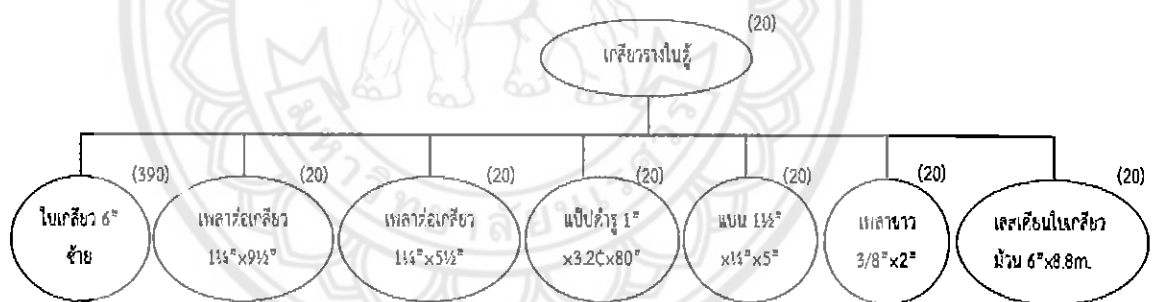 (20)
เกลียวรางในตู้
(390)
ใบเกลียว 6"
ซ้าย
(20)
เพลาต่อเกลียว
1¼"x9½"
(20)
เพลาต่อเกลียว
1¼"x5½"
(20)
แป๊ปดำรู 1"
x3.2Cx80"
(20)
แบน 1½"
x¼"x5"
(20)
เพลาขาว
3/8"x2"
(20)
เลสเดือนใบเกลียว
ม้วน 6"x8.8m.